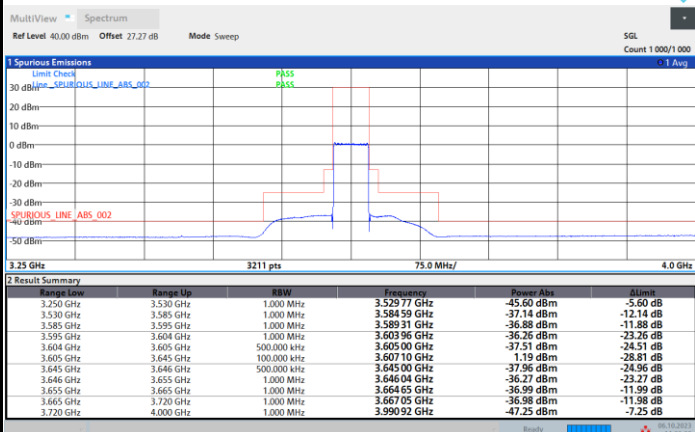 MultiView Spectrum
Ref Level 40.00 dBm Offset 27.27 dB Mode Sweep SGL
Count 1 000/1 000
1 Spurious Emissions 1 Avg
Limit Check PASS
Line _SPURIOUS_LINE_ABS_002 PASS
30 dBm
20 dBm
10 dBm
0 dBm
-10 dBm
-20 dBm
-30 dBm
SPURIOUS_LINE_ABS_002
-40 dBm
-50 dBm
3.25 GHz 3211 pts 75.0 MHz/ 4.0 GHz
2 Result Summary
Range Low Range Up RBW Frequency Power Abs ΔLimit
3.250 GHz 3.530 GHz 1.000 MHz 3.529 77 GHz -45.60 dBm -5.60 dB
3.530 GHz 3.585 GHz 1.000 MHz 3.584 59 GHz -37.14 dBm -12.14 dB
3.585 GHz 3.595 GHz 1.000 MHz 3.589 31 GHz -36.88 dBm -11.88 dB
3.595 GHz 3.604 GHz 1.000 MHz 3.603 96 GHz -36.26 dBm -23.26 dB
3.604 GHz 3.605 GHz 500.000 kHz 3.605 00 GHz -37.51 dBm -24.51 dB
3.605 GHz 3.645 GHz 100.000 kHz 3.607 10 GHz 1.19 dBm -28.81 dB
3.645 GHz 3.646 GHz 500.000 kHz 3.645 00 GHz -37.96 dBm -24.96 dB
3.646 GHz 3.655 GHz 1.000 MHz 3.646 04 GHz -36.27 dBm -23.27 dB
3.655 GHz 3.665 GHz 1.000 MHz 3.664 65 GHz -36.99 dBm -11.99 dB
3.665 GHz 3.720 GHz 1.000 MHz 3.667 05 GHz -36.98 dBm -11.98 dB
3.720 GHz 4.000 GHz 1.000 MHz 3.990 92 GHz -47.25 dBm -7.25 dB
Ready 06.10.2023